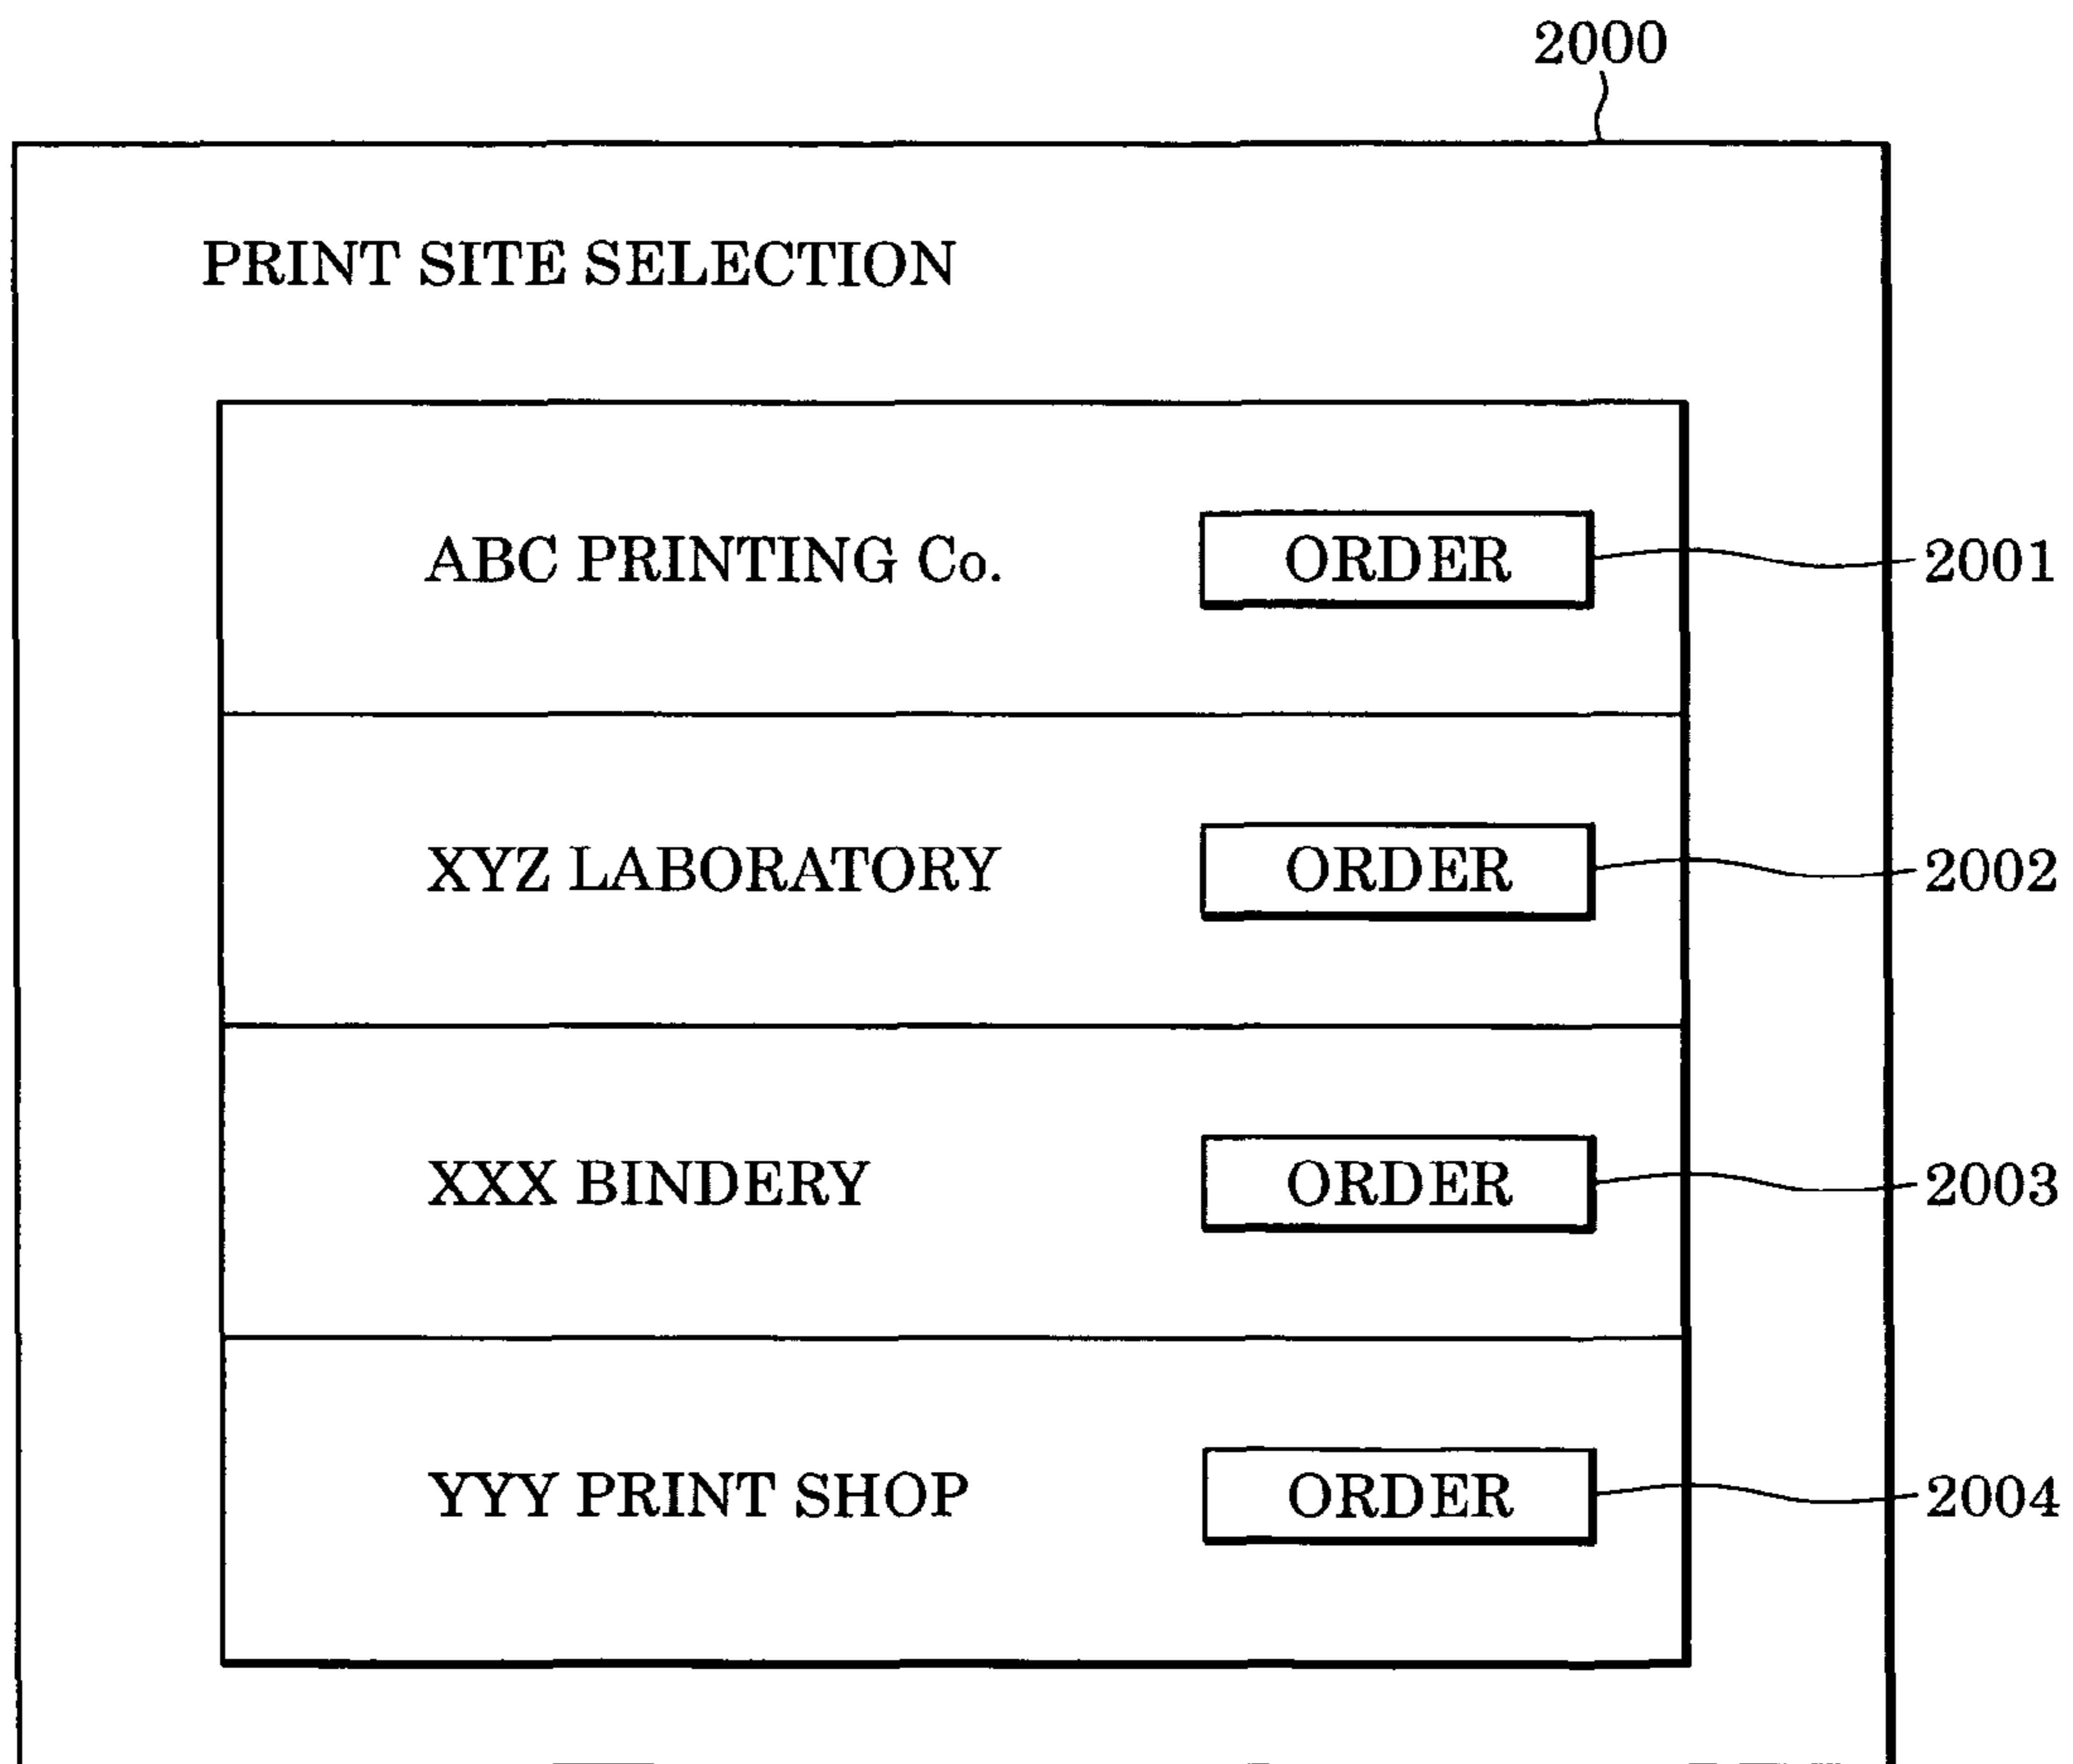 2000
PRINT SITE SELECTION
ABC PRINTING Co. ORDER 2001
XYZ LABORATORY ORDER 2002
XXX BINDERY ORDER 2003
YYY PRINT SHOP ORDER 2004